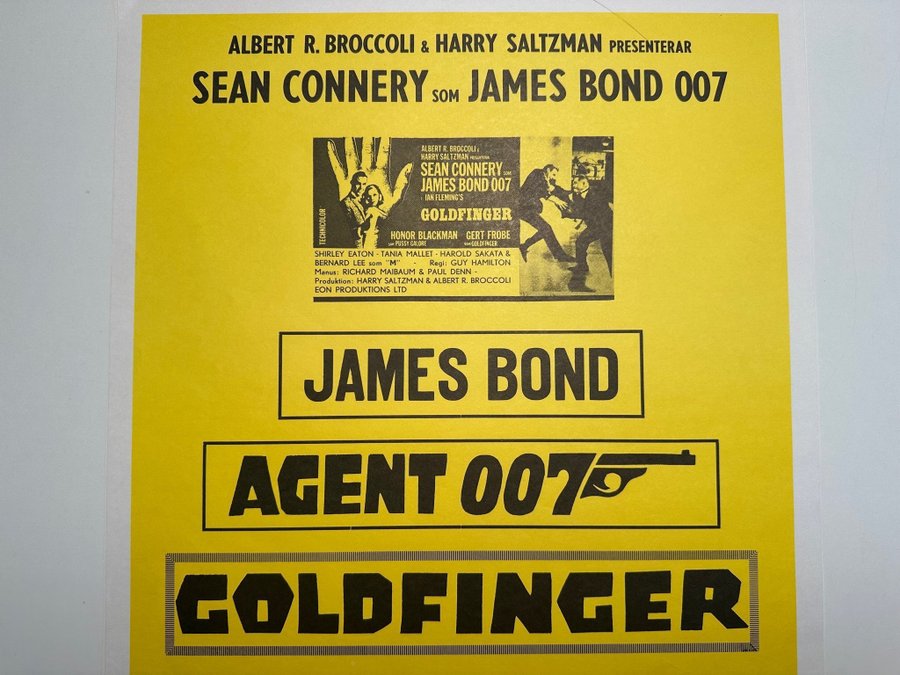 ALBERT R. BROCCOLI & HARRY SALTZMAN PRESENTERAR
SEAN CONNERY SOM JAMES BOND 007
ALBERT R. BROCCOLI &
HARRY SALTZMAN PRESENTERAR
SEAN CONNERY SOM
JAMES BOND 007
I IAN FLEMING'S
GOLDFINGER
TECHNICOLOR
HONOR BLACKMAN GERT FRÖBE
som PUSSY GALORE som GOLDFINGER
SHIRLEY EATON · TANIA MALLET · HAROLD SAKATA &
BERNARD LEE som "M" · Regi: GUY HAMILTON
Manus: RICHARD MAIBAUM & PAUL DENN ·
Produktion: HARRY SALTZMAN & ALBERT R. BROCCOLI
EON PRODUKTIONS LTD
JAMES BOND
AGENT 007
GOLDFINGER